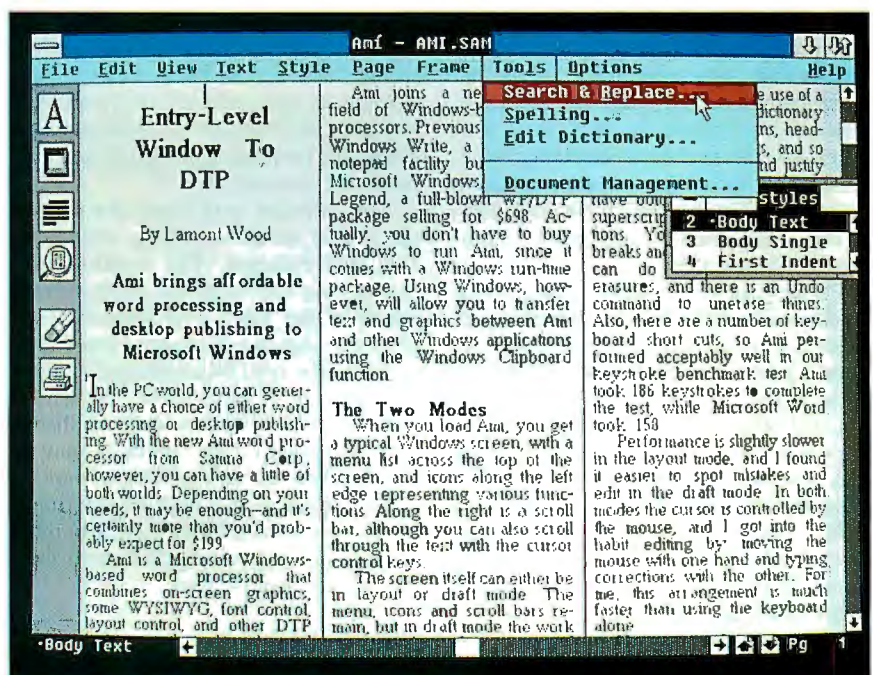 Amí - AMI.SAM
File Edit View Text Style Page Frame Tools Options Help
Search & Replace...
Spelling...
Edit Dictionary...
Document Management...
Styles
2 •Body Text
3 Body Single
4 First Indent
A
Entry-Level
Window To
DTP
By Lamont Wood
Ami brings affordable
word processing and
desktop publishing to
Microsoft Windows
In the PC world, you can gener-
ally have a choice of either word
processing or desktop publish-
ing. With the new Ami word pro-
cessor from Samna Corp.,
however, you can have a little of
both worlds. Depending on your
needs, it may be enough--and it's
certainly more than you'd prob-
ably expect for $199.
Ami is a Microsoft Windows-
based word processor that
combines on-screen graphics,
some WYSIWYG, font control,
layout control, and other DTP
Ami joins a
field of
processors. Previous
Windows Write, a
notepad facility
Microsoft Windows
Legend, a full-blown WP/DTP
package selling for $698. Ac-
tually, you don't have to buy
Windows to run Ami, since it
comes with a Windows run-time
package. Using Windows, how-
ever, will allow you to transfer
text and graphics between Ami
and other Windows applications
using the Windows Clipboard
function.
The Two Modes
When you load Ami, you get
a typical Windows screen, with a
menu list across the top of the
screen, and icons along the left
edge representing various func-
tions. Along the right is a scroll
bar, although you can also scroll
through the text with the cursor
control keys.
The screen itself can either be
in layout or draft mode. The
menu, icons and scroll bars re-
main, but in draft mode the work
use of a
dictionary
head-
and so
justify
have
breaks and
can do
erasures, and there is an Undo
command to unerase things.
Also, there are a number of key-
board short cuts, so Ami per-
formed acceptably well in our
keystroke benchmark test. Ami
took 186 keystrokes to complete
the test, while Microsoft Word
took 158
Performance is slightly slower
in the layout mode, and I found
it easier to spot mistakes and
edit in the draft mode. In both
modes the cursor is controlled by
the mouse, and I got into the
habit editing by moving the
mouse with one hand and typing
corrections with the other. For
me, this arrangement is much
faster than using the keyboard
alone
•Body Text Pg 1